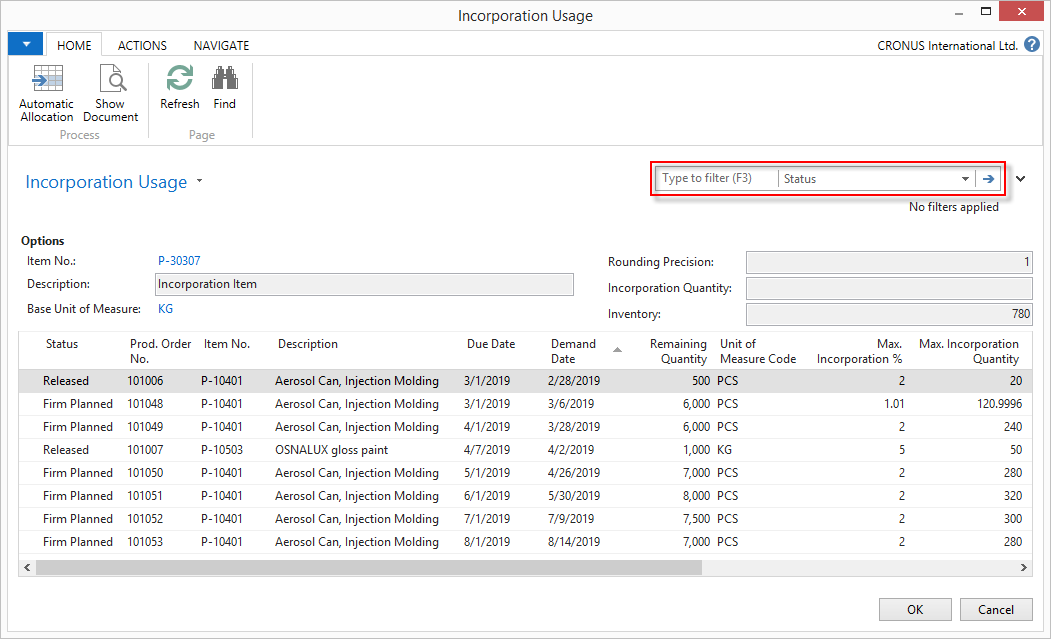 Incorporation Usage
HOME ACTIONS NAVIGATE CRONUS International Ltd. ?
Automatic Allocation
Show Document
Refresh
Find
Process
Page
Incorporation Usage
Type to filter (F3) Status
No filters applied
Options
Item No.: P-30307
Description: Incorporation Item
Base Unit of Measure: KG
Rounding Precision: 1
Incorporation Quantity:
Inventory: 780
Status Prod. Order No. Item No. Description Due Date Demand Date Remaining Quantity Unit of Measure Code Max. Incorporation % Max. Incorporation Quantity
Released 101006 P-10401 Aerosol Can, Injection Molding 3/1/2019 2/28/2019 500 PCS 2 20
Firm Planned 101048 P-10401 Aerosol Can, Injection Molding 3/1/2019 3/6/2019 6,000 PCS 1.01 120.9996
Firm Planned 101049 P-10401 Aerosol Can, Injection Molding 4/1/2019 3/28/2019 6,000 PCS 2 240
Released 101007 P-10503 OSNALUX gloss paint 4/7/2019 4/2/2019 1,000 KG 5 50
Firm Planned 101050 P-10401 Aerosol Can, Injection Molding 5/1/2019 4/26/2019 7,000 PCS 2 280
Firm Planned 101051 P-10401 Aerosol Can, Injection Molding 6/1/2019 5/30/2019 8,000 PCS 2 320
Firm Planned 101052 P-10401 Aerosol Can, Injection Molding 7/1/2019 7/9/2019 7,500 PCS 2 300
Firm Planned 101053 P-10401 Aerosol Can, Injection Molding 8/1/2019 8/14/2019 7,000 PCS 2 280
OK Cancel